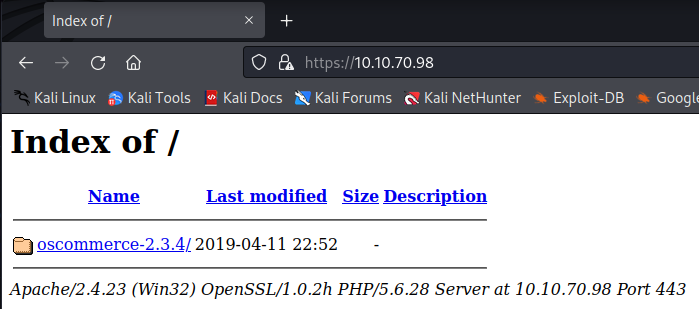 Index of /
https://10.10.70.98
Kali Linux Kali Tools Kali Docs Kali Forums Kali NetHunter Exploit-DB Google
Index of /
Name Last modified Size Description
oscommerce-2.3.4/ 2019-04-11 22:52 -
Apache/2.4.23 (Win32) OpenSSL/1.0.2h PHP/5.6.28 Server at 10.10.70.98 Port 443